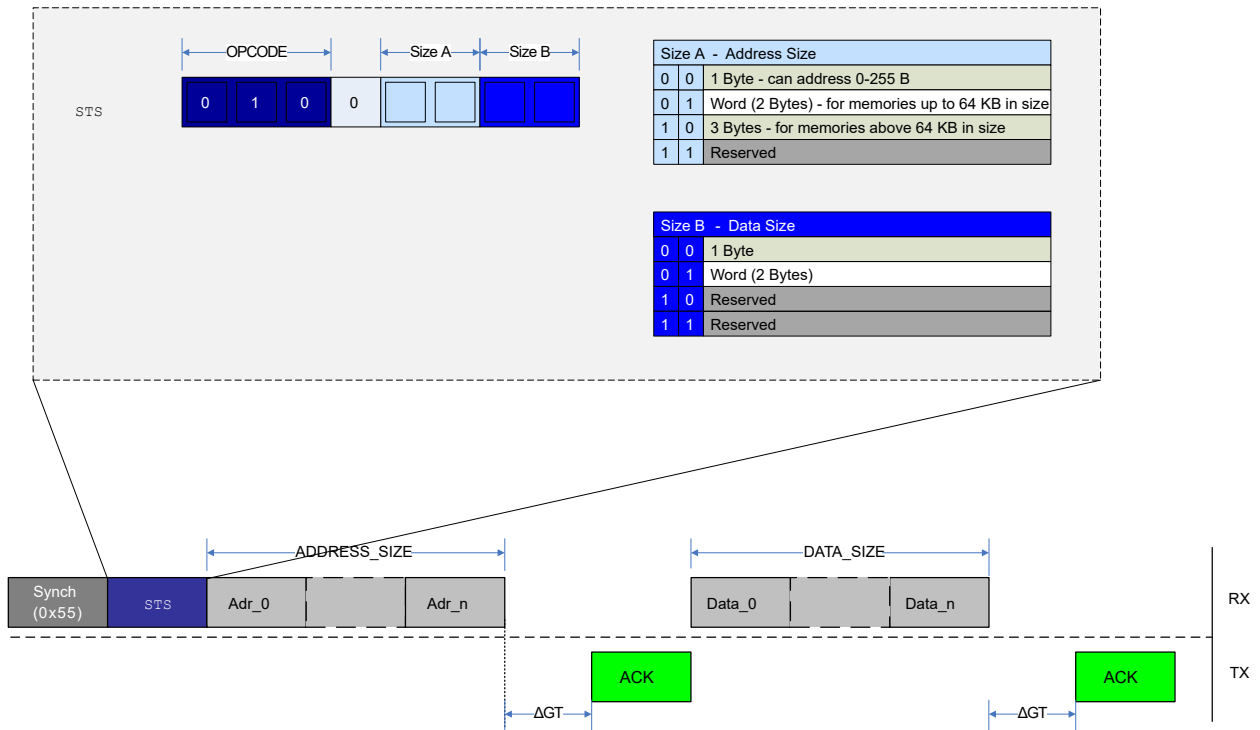 OPCODE Size A Size B
STS 0 1 0 0
Size A - Address Size
0 0 1 Byte - can address 0-255 B
0 1 Word (2 Bytes) - for memories up to 64 KB in size
1 0 3 Bytes - for memories above 64 KB in size
1 1 Reserved
Size B - Data Size
0 0 1 Byte
0 1 Word (2 Bytes)
1 0 Reserved
1 1 Reserved
ADDRESS_SIZE DATA_SIZE
Synch
(0x55)
STS Adr_0 Adr_n Data_0 Data_n RX
ACK ACK TX
ΔGT ΔGT